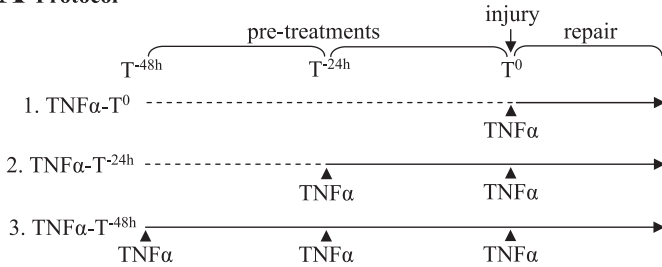 A Protocol
injury
pre-treatments repair
T-48h T-24h T0
1. TNFα-T0
TNFα
2. TNFα-T-24h
TNFα TNFα
3. TNFα-T-48h
TNFα TNFα TNFα